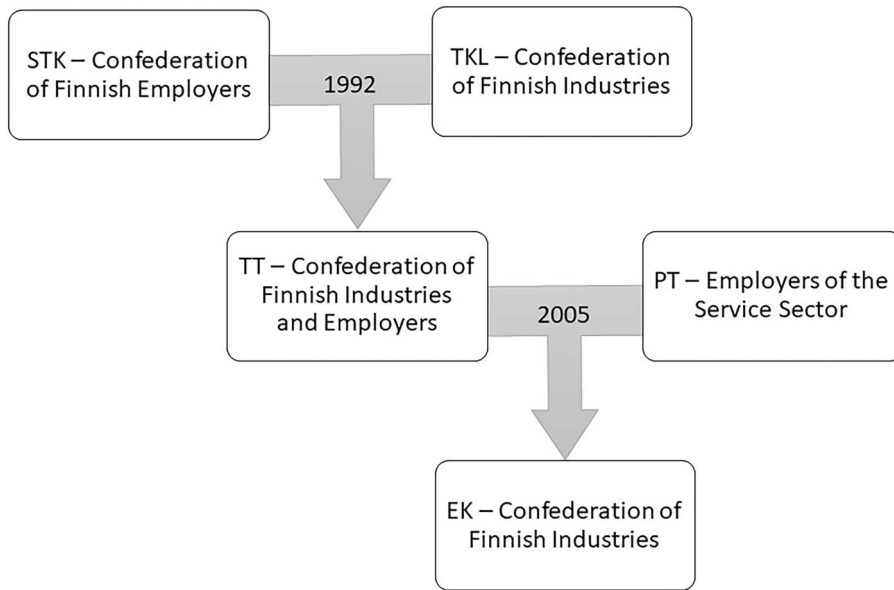 STK – Confederation
of Finnish Employers
1992
TKL – Confederation
of Finnish Industries
TT – Confederation of
Finnish Industries
and Employers
2005
PT – Employers of the
Service Sector
EK – Confederation of
Finnish Industries